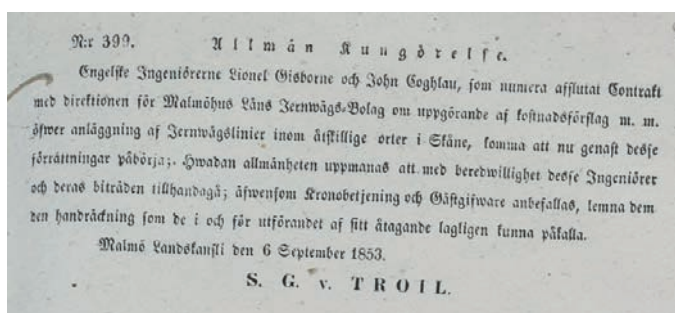 N:r 399. Allmän Kungörelse.
Engelske Ingeniörerne Lionel Gisborne och John Coghlau, som numera afslutat Contrakt
med direktionen för Malmöhus Läns Jernwägs-Bolag om uppgörande af kostnadsförslag m. m.
öfwer anläggning af Jernwägslinier inom åtskillige orter i Skåne, komma att nu genast desse
förrättningar påbörja;. Hwadan allmänheten uppmanas att med beredwillighet desse Ingeniörer
och deras biträden tillhandagå; äfwensom Kronobetjening och Gästgifware anbefallas, lemna dem
den handräckning som de i och för utförandet af sitt åtagande lagligen kunna påkalla.
Malmö Landskansli den 6 September 1853.
S. G. v. TROIL.